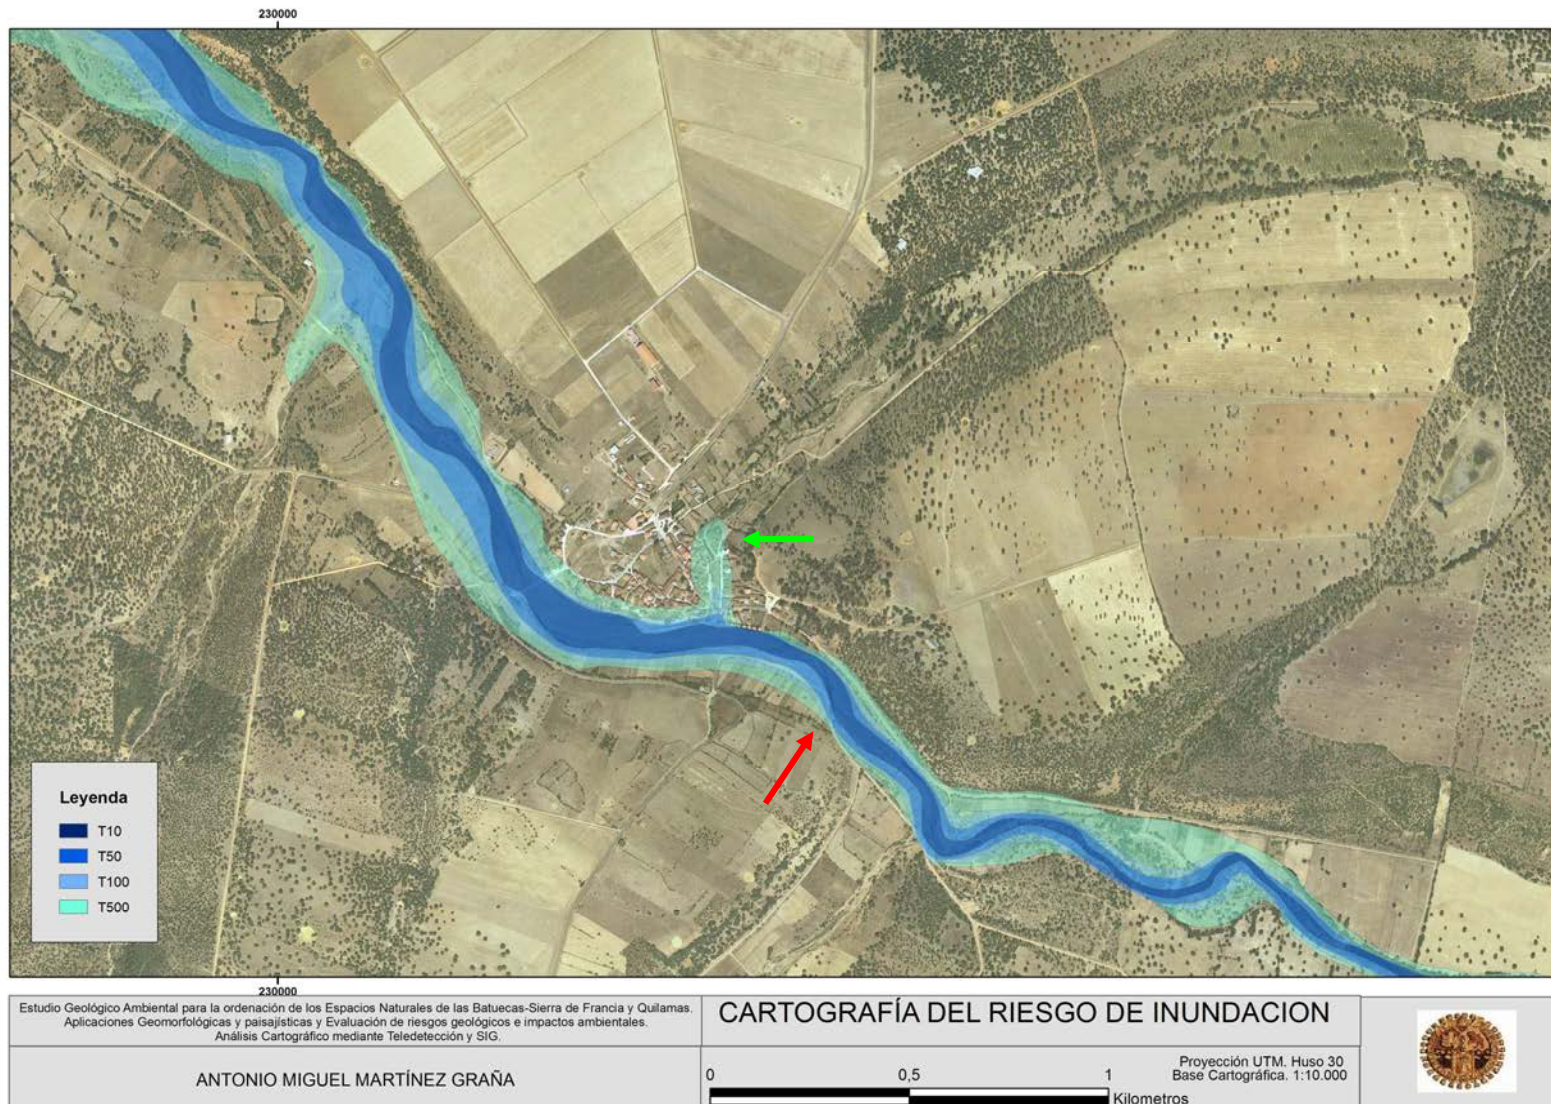 230000
Leyenda
T10
T50
T100
T500
230000
Estudio Geológico Ambiental para la ordenación de los Espacios Naturales de las Batuecas-Sierra de Francia y Quilamas.
Aplicaciones Geomorfológicas y paisajísticas y Evaluación de riesgos geológicos e impactos ambientales.
Análisis Cartográfico mediante Teledetección y SIG.
CARTOGRAFÍA DEL RIESGO DE INUNDACION
ANTONIO MIGUEL MARTÍNEZ GRAÑA
Proyección UTM. Huso 30
Base Cartográfica. 1:10.000
0 0,5 1
Kilometros